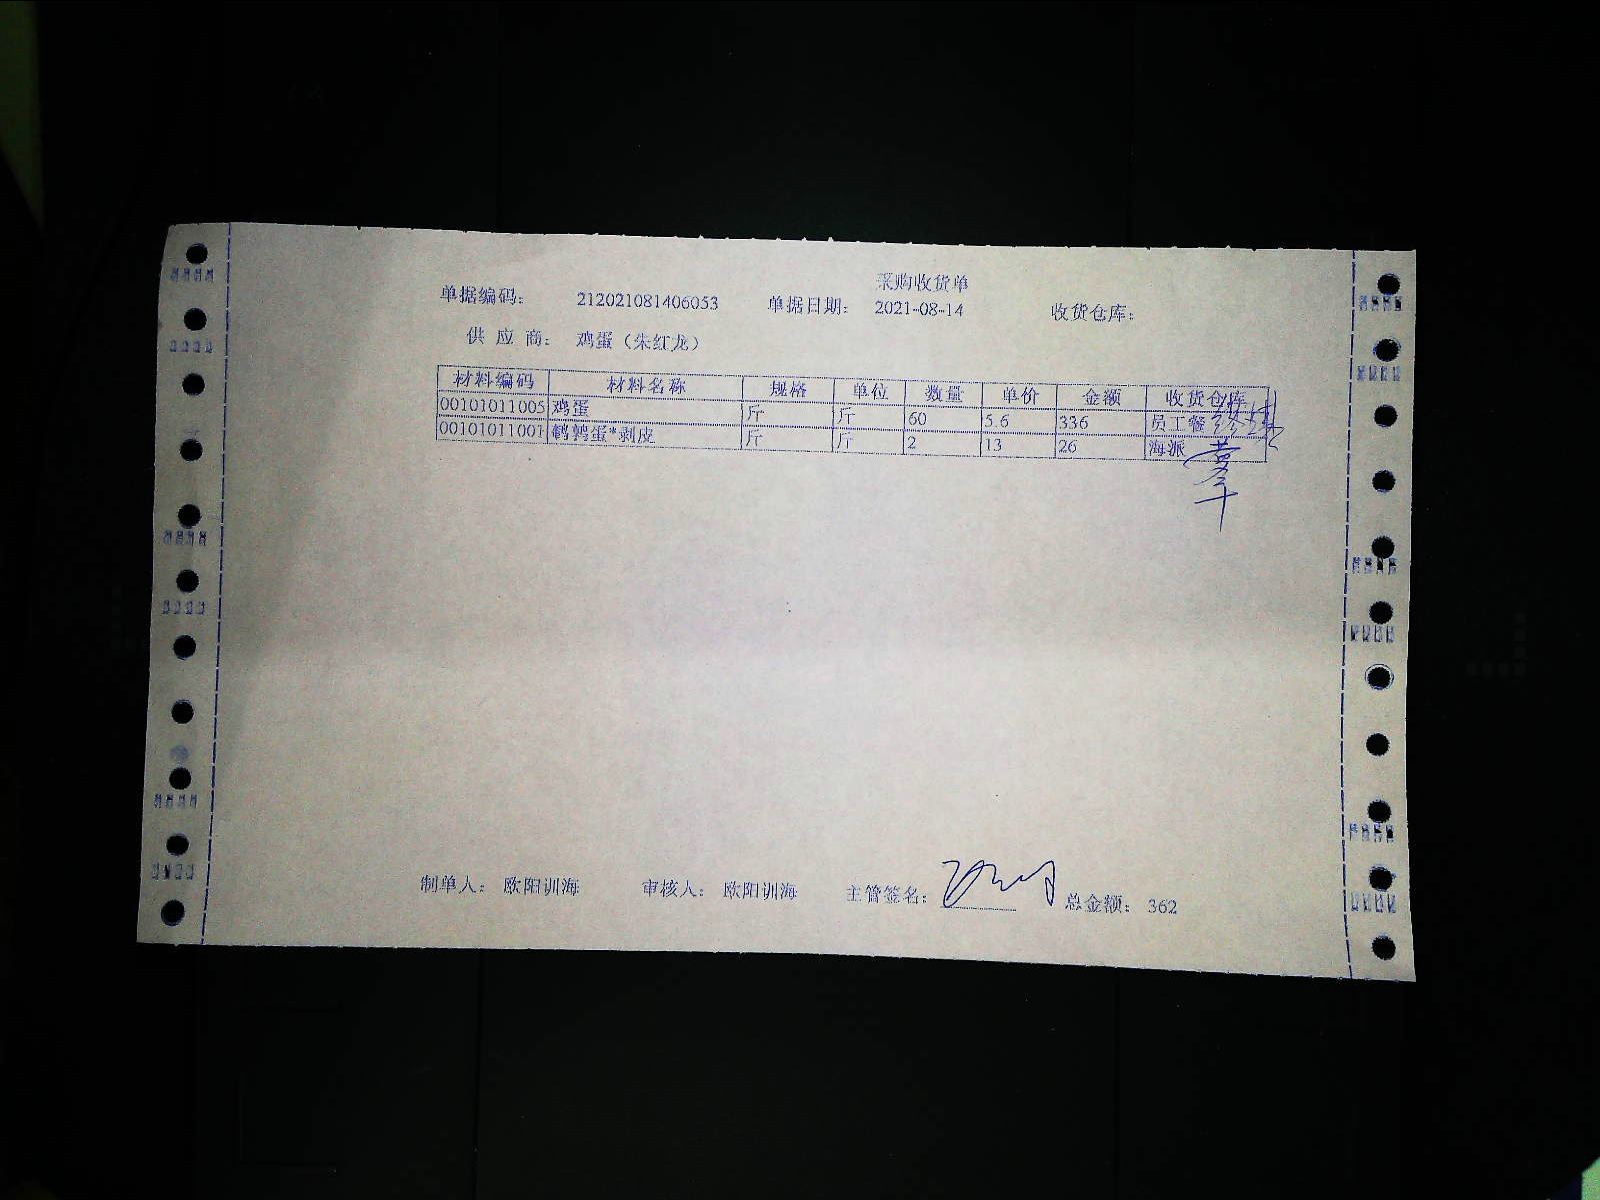 采购收货单
单据编码： 212021081406053 单据日期： 2021-08-14 收货仓库：
供 应 商： 鸡蛋（朱红龙）
材料编码 材料名称 规格 单位 数量 单价 金额 收货仓库
00101011005 鸡蛋 斤 斤 60 5.6 336 员工餐
00101011001 鹌鹑蛋*剥皮 斤 斤 2 13 26 海派
制单人： 欧阳训海 审核人： 欧阳训海 主管签名： 总金额： 362